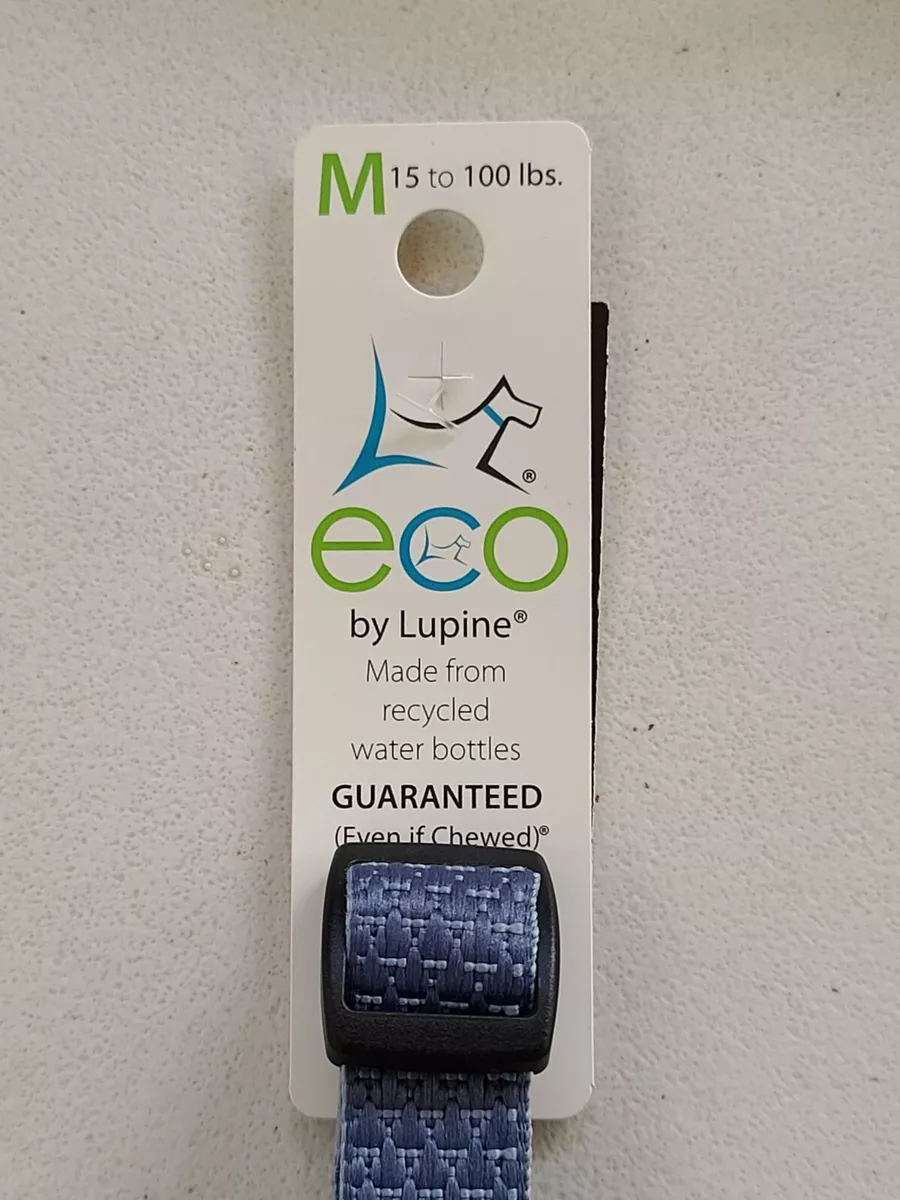 M 15 to 100 lbs.
®
eco
by Lupine®
Made from
recycled
water bottles
GUARANTEED
(Even if Chewed)®